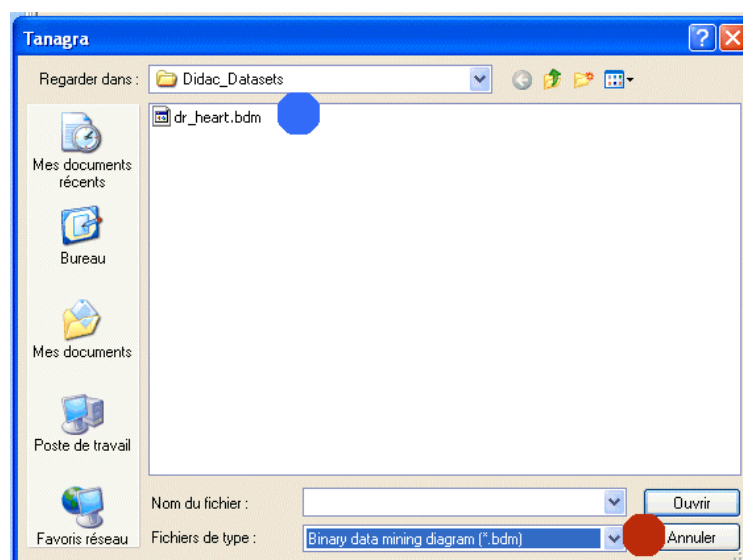 Tanagra
Regarder dans :
Didac_Datasets
dr_heart.bdm
Mes documents
récents
Bureau
Mes documents
Poste de travail
Favoris réseau
Nom du fichier :
Ouvrir
Fichiers de type :
Binary data mining diagram (*.bdm)
Annuler